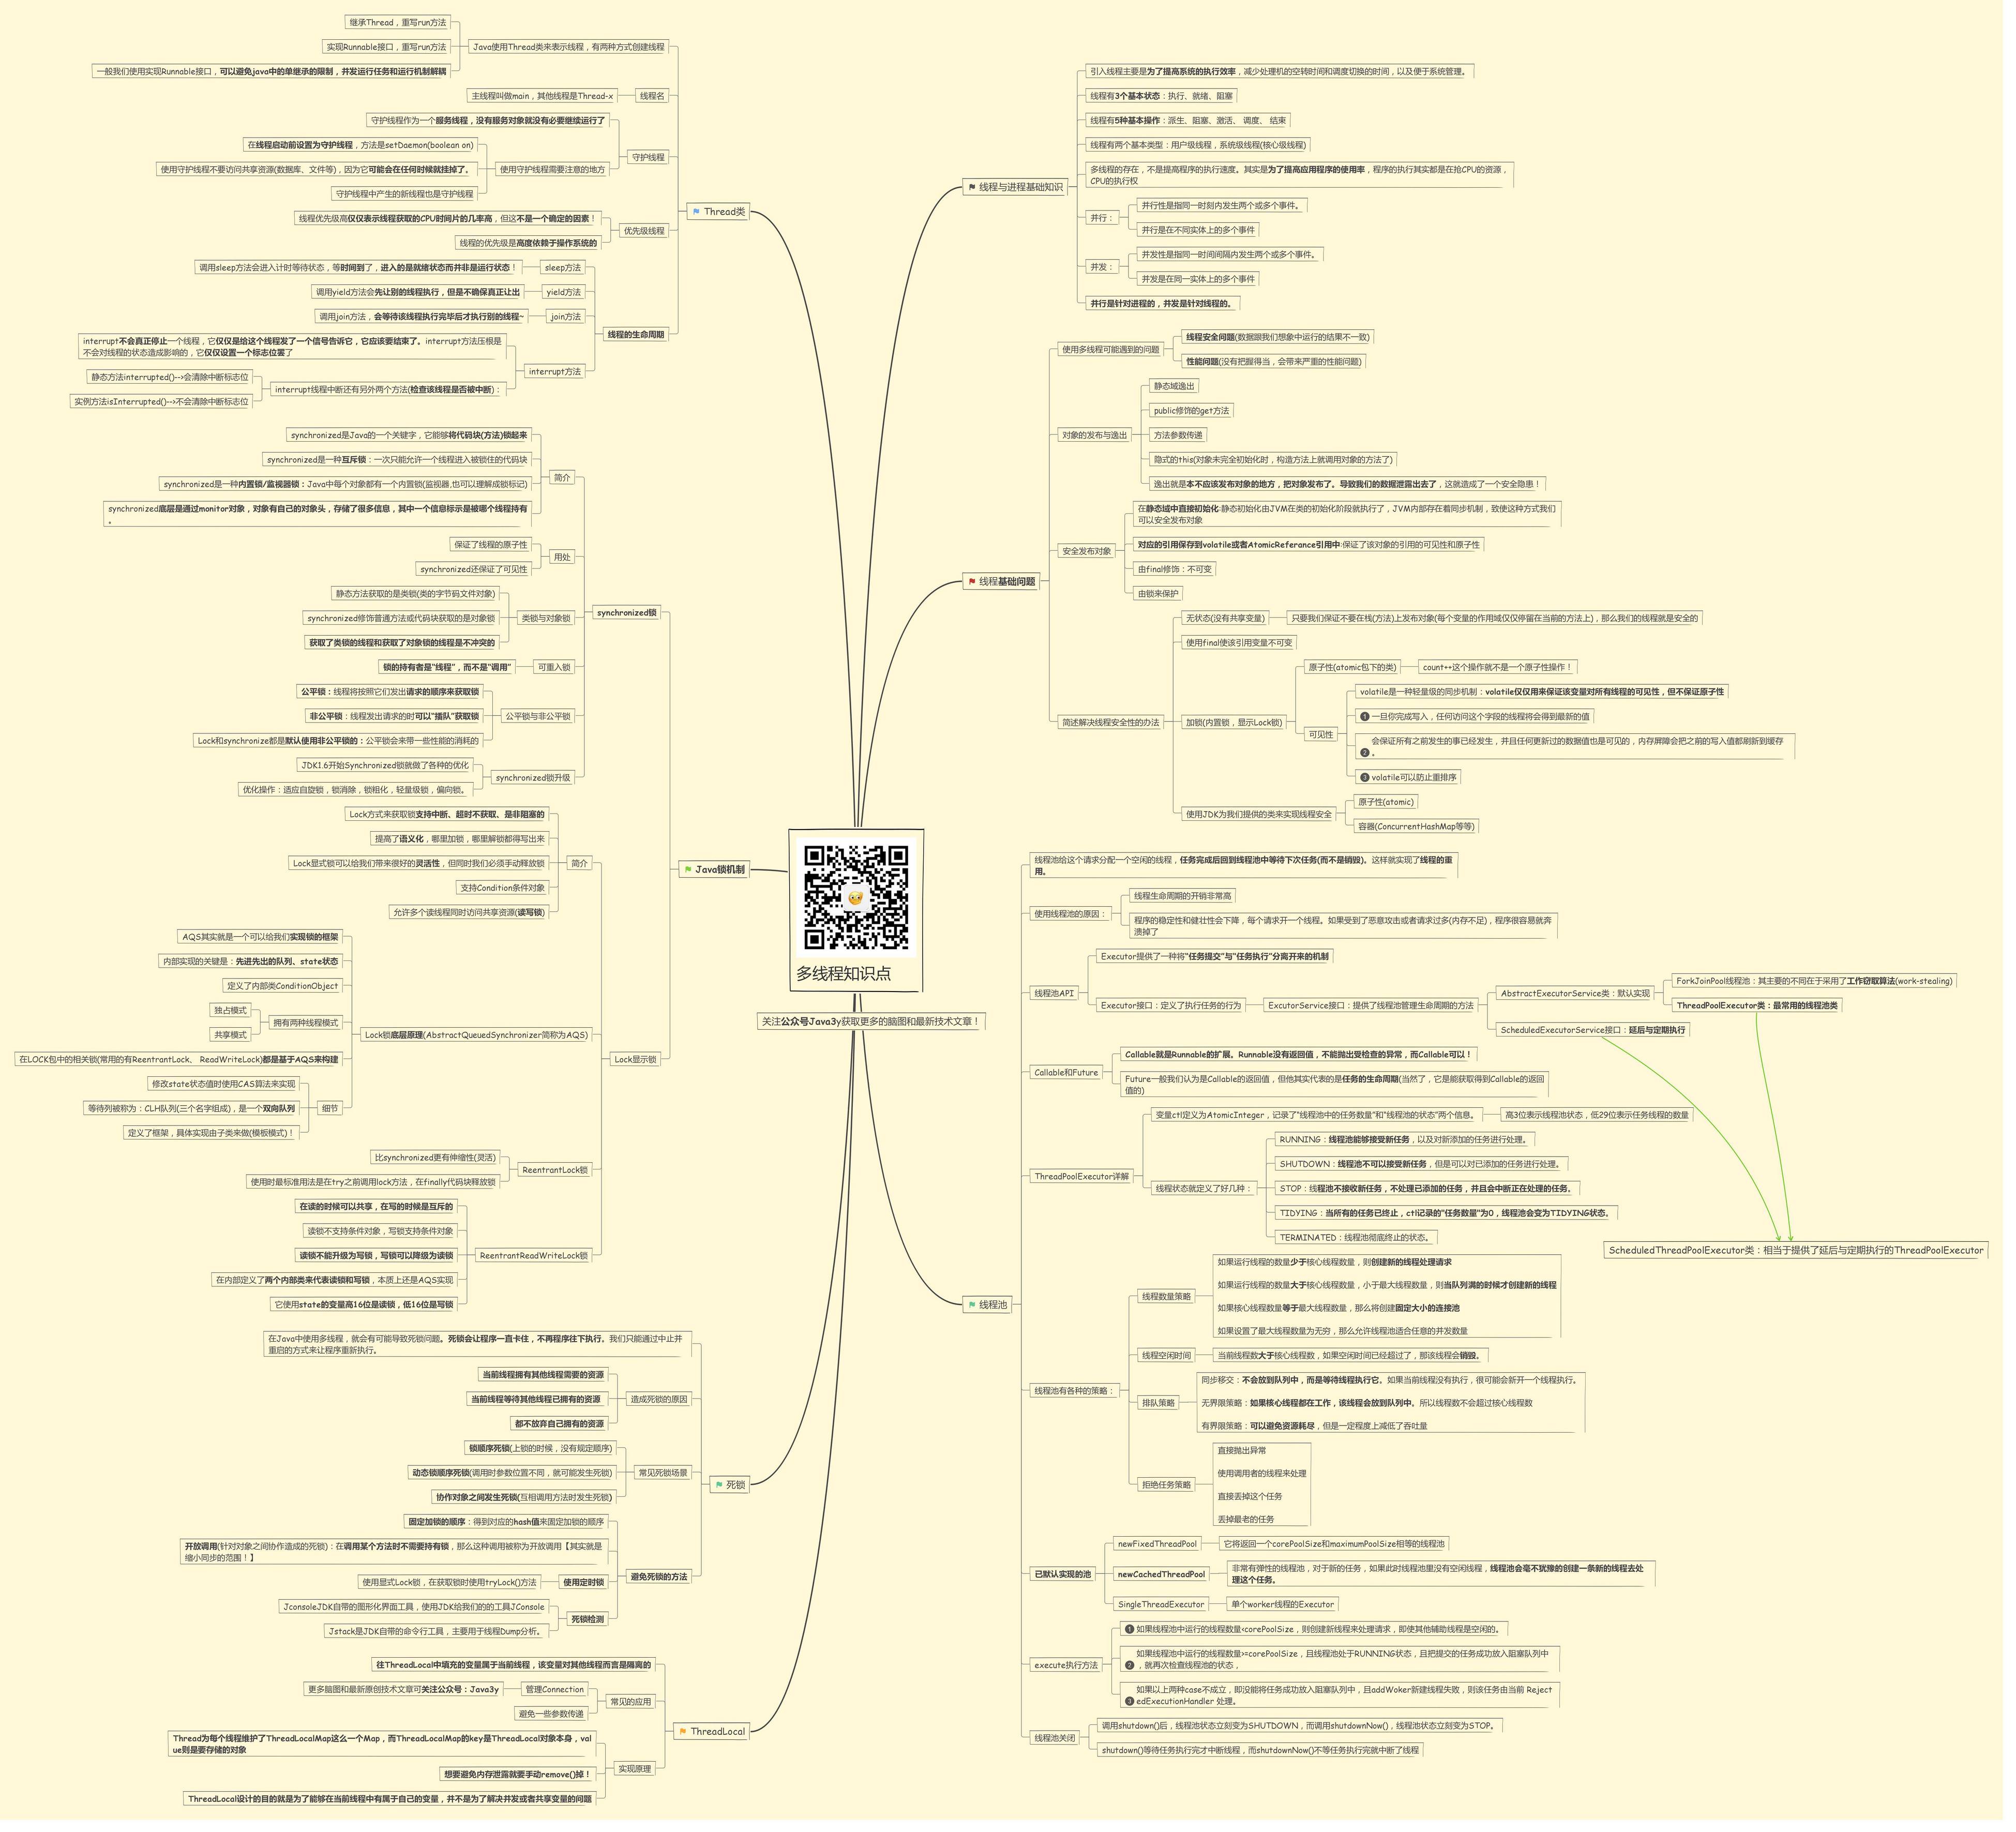 多线程知识点
关注公众号Java3y获取更多的脑图和最新技术文章！
线程与进程基础知识
引入线程主要是为了提高系统的执行效率，减少处理机的空转时间和调度切换的时间，以及便于系统管理。
线程有3个基本状态：执行、就绪、阻塞
线程有5种基本操作：派生、阻塞、激活、 调度、 结束
线程有两个基本类型：用户级线程，系统级线程(核心级线程)
多线程的存在，不是提高程序的执行速度。其实是为了提高应用程序的使用率，程序的执行其实都是在抢CPU的资源，
CPU的执行权
并行：
并行性是指同一时刻内发生两个或多个事件。
并行是在不同实体上的多个事件
并发：
并发性是指同一时间间隔内发生两个或多个事件。
并发是在同一实体上的多个事件
并行是针对进程的，并发是针对线程的。
线程基础问题
使用多线程可能遇到的问题
线程安全问题(数据跟我们想象中运行的结果不一致)
性能问题(没有把握得当，会带来严重的性能问题)
对象的发布与逸出
静态域逸出
public修饰的get方法
方法参数传递
隐式的this(对象未完全初始化时，构造方法上就调用对象的方法了)
逸出就是本不应该发布对象的地方，把对象发布了。导致我们的数据泄露出去了，这就造成了一个安全隐患！
安全发布对象
在静态域中直接初始化:静态初始化由JVM在类的初始化阶段就执行了，JVM内部存在着同步机制，致使这种方式我们
可以安全发布对象
对应的引用保存到volatile或者AtomicReferance引用中:保证了该对象的引用的可见性和原子性
由final修饰：不可变
由锁来保护
简述解决线程安全性的办法
无状态(没有共享变量)
只要我们保证不要在栈(方法)上发布对象(每个变量的作用域仅仅停留在当前的方法上)，那么我们的线程就是安全的
使用final使该引用变量不可变
加锁(内置锁，显示Lock锁)
原子性(atomic包下的类)
count++这个操作就不是一个原子性操作！
可见性
volatile是一种轻量级的同步机制：volatile仅仅用来保证该变量对所有线程的可见性，但不保证原子性
1 一旦你完成写入，任何访问这个字段的线程将会得到最新的值
2 会保证所有之前发生的事已经发生，并且任何更新过的数据值也是可见的，内存屏障会把之前的写入值都刷新到缓存
。
3 volatile可以防止重排序
使用JDK为我们提供的类来实现线程安全
原子性(atomic)
容器(ConcurrentHashMap等等)
线程池
线程池给这个请求分配一个空闲的线程，任务完成后回到线程池中等待下次任务(而不是销毁)。这样就实现了线程的重
用。
使用线程池的原因：
线程生命周期的开销非常高
程序的稳定性和健壮性会下降，每个请求开一个线程。如果受到了恶意攻击或者请求过多(内存不足)，程序很容易就奔
溃掉了
线程池API
Executor提供了一种将"任务提交"与"任务执行"分离开来的机制
Executor接口：定义了执行任务的行为
ExcutorService接口：提供了线程池管理生命周期的方法
AbstractExecutorService类：默认实现
ForkJoinPool线程池：其主要的不同在于采用了工作窃取算法(work-stealing)
ThreadPoolExecutor类：最常用的线程池类
ScheduledExecutorService接口：延后与定期执行
ScheduledThreadPoolExecutor类：相当于提供了延后与定期执行的ThreadPoolExecutor
Callable和Future
Callable就是Runnable的扩展。Runnable没有返回值，不能抛出受检查的异常，而Callable可以！
Future一般我们认为是Callable的返回值，但他其实代表的是任务的生命周期(当然了，它是能获取得到Callable的返回
值的)
ThreadPoolExecutor详解
变量ctl定义为AtomicInteger，记录了"线程池中的任务数量"和"线程池的状态"两个信息。
高3位表示线程池状态，低29位表示任务线程的数量
线程状态就定义了好几种：
RUNNING：线程池能够接受新任务，以及对新添加的任务进行处理。
SHUTDOWN：线程池不可以接受新任务，但是可以对已添加的任务进行处理。
STOP：线程池不接收新任务，不处理已添加的任务，并且会中断正在处理的任务。
TIDYING：当所有的任务已终止，ctl记录的"任务数量"为0，线程池会变为TIDYING状态。
TERMINATED：线程池彻底终止的状态。
线程池有各种的策略：
线程数量策略
如果运行线程的数量少于核心线程数量，则创建新的线程处理请求
如果运行线程的数量大于核心线程数量，小于最大线程数量，则当队列满的时候才创建新的线程
如果核心线程数量等于最大线程数量，那么将创建固定大小的连接池
如果设置了最大线程数量为无穷，那么允许线程池适合任意的并发数量
线程空闲时间
当前线程数大于核心线程数，如果空闲时间已经超过了，那该线程会销毁。
排队策略
同步移交：不会放到队列中，而是等待线程执行它。如果当前线程没有执行，很可能会新开一个线程执行。
无界限策略：如果核心线程都在工作，该线程会放到队列中。所以线程数不会超过核心线程数
有界限策略：可以避免资源耗尽，但是一定程度上减低了吞吐量
拒绝任务策略
直接抛出异常
使用调用者的线程来处理
直接丢掉这个任务
丢掉最老的任务
已默认实现的池
newFixedThreadPool
它将返回一个corePoolSize和maximumPoolSize相等的线程池
newCachedThreadPool
非常有弹性的线程池，对于新的任务，如果此时线程池里没有空闲线程，线程池会毫不犹豫的创建一条新的线程去处
理这个任务。
SingleThreadExecutor
单个worker线程的Executor
execute执行方法
1 如果线程池中运行的线程数量<corePoolSize，则创建新线程来处理请求，即使其他辅助线程是空闲的。
2 如果线程池中运行的线程数量>=corePoolSize，且线程池处于RUNNING状态，且把提交的任务成功放入阻塞队列中
，就再次检查线程池的状态，
3 如果以上两种case不成立，即没能将任务成功放入阻塞队列中，且addWoker新建线程失败，则该任务由当前 Reject
edExecutionHandler 处理。
线程池关闭
调用shutdown()后，线程池状态立刻变为SHUTDOWN，而调用shutdownNow()，线程池状态立刻变为STOP。
shutdown()等待任务执行完才中断线程，而shutdownNow()不等任务执行完就中断了线程
Thread类
Java使用Thread类来表示线程，有两种方式创建线程
继承Thread，重写run方法
实现Runnable接口，重写run方法
一般我们使用实现Runnable接口，可以避免java中的单继承的限制，并发运行任务和运行机制解耦
线程名
主线程叫做main，其他线程是Thread-x
守护线程
守护线程作为一个服务线程，没有服务对象就没有必要继续运行了
使用守护线程需要注意的地方
在线程启动前设置为守护线程，方法是setDaemon(boolean on)
使用守护线程不要访问共享资源(数据库、文件等)，因为它可能会在任何时候就挂掉了。
守护线程中产生的新线程也是守护线程
优先级线程
线程优先级高仅仅表示线程获取的CPU时间片的几率高，但这不是一个确定的因素！
线程的优先级是高度依赖于操作系统的
线程的生命周期
sleep方法
调用sleep方法会进入计时等待状态，等时间到了，进入的是就绪状态而并非是运行状态！
yield方法
调用yield方法会先让别的线程执行，但是不确保真正让出
join方法
调用join方法，会等待该线程执行完毕后才执行别的线程~
interrupt方法
interrupt不会真正停止一个线程，它仅仅是给这个线程发了一个信号告诉它，它应该要结束了。interrupt方法压根是
不会对线程的状态造成影响的，它仅仅设置一个标志位罢了
interrupt线程中断还有另外两个方法(检查该线程是否被中断)：
静态方法interrupted()-->会清除中断标志位
实例方法isInterrupted()-->不会清除中断标志位
Java锁机制
synchronized锁
简介
synchronized是Java的一个关键字，它能够将代码块(方法)锁起来
synchronized是一种互斥锁：一次只能允许一个线程进入被锁住的代码块
synchronized是一种内置锁/监视器锁：Java中每个对象都有一个内置锁(监视器,也可以理解成锁标记)
synchronized底层是通过monitor对象，对象有自己的对象头，存储了很多信息，其中一个信息标示是被哪个线程持有
。
用处
保证了线程的原子性
synchronized还保证了可见性
类锁与对象锁
静态方法获取的是类锁(类的字节码文件对象)
synchronized修饰普通方法或代码块获取的是对象锁
获取了类锁的线程和获取了对象锁的线程是不冲突的
可重入锁
锁的持有者是"线程"，而不是"调用"
公平锁与非公平锁
公平锁：线程将按照它们发出请求的顺序来获取锁
非公平锁：线程发出请求的时可以"插队"获取锁
Lock和synchronize都是默认使用非公平锁的：公平锁会来带一些性能的消耗的
synchronized锁升级
JDK1.6开始Synchronized锁就做了各种的优化
优化操作：适应自旋锁，锁消除，锁粗化，轻量级锁，偏向锁。
Lock显示锁
简介
Lock方式来获取锁支持中断、超时不获取、是非阻塞的
提高了语义化，哪里加锁，哪里解锁都得写出来
Lock显式锁可以给我们带来很好的灵活性，但同时我们必须手动释放锁
支持Condition条件对象
允许多个读线程同时访问共享资源(读写锁)
Lock锁底层原理(AbstractQueuedSynchronizer简称为AQS)
AQS其实就是一个可以给我们实现锁的框架
内部实现的关键是：先进先出的队列、state状态
定义了内部类ConditionObject
拥有两种线程模式
独占模式
共享模式
在LOCK包中的相关锁(常用的有ReentrantLock、 ReadWriteLock)都是基于AQS来构建
细节
修改state状态值时使用CAS算法来实现
等待列被称为：CLH队列(三个名字组成)，是一个双向队列
定义了框架，具体实现由子类来做(模板模式)！
ReentrantLock锁
比synchronized更有伸缩性(灵活)
使用时最标准用法是在try之前调用lock方法，在finally代码块释放锁
ReentrantReadWriteLock锁
在读的时候可以共享，在写的时候是互斥的
读锁不支持条件对象，写锁支持条件对象
读锁不能升级为写锁，写锁可以降级为读锁
在内部定义了两个内部类来代表读锁和写锁，本质上还是AQS实现
它使用state的变量高16位是读锁，低16位是写锁
死锁
在Java中使用多线程，就会有可能导致死锁问题。死锁会让程序一直卡住，不再程序往下执行。我们只能通过中止并
重启的方式来让程序重新执行。
造成死锁的原因
当前线程拥有其他线程需要的资源
当前线程等待其他线程已拥有的资源
都不放弃自己拥有的资源
常见死锁场景
锁顺序死锁(上锁的时候，没有规定顺序)
动态锁顺序死锁(调用时参数位置不同，就可能发生死锁)
协作对象之间发生死锁(互相调用方法时发生死锁)
避免死锁的方法
固定加锁的顺序：得到对应的hash值来固定加锁的顺序
开放调用(针对对象之间协作造成的死锁)：在调用某个方法时不需要持有锁，那么这种调用被称为开放调用【其实就是
缩小同步的范围！】
使用定时锁
使用显式Lock锁，在获取锁时使用tryLock()方法
死锁检测
JconsoleJDK自带的图形化界面工具，使用JDK给我们的的工具JConsole
Jstack是JDK自带的命令行工具，主要用于线程Dump分析。
ThreadLocal
往ThreadLocal中填充的变量属于当前线程，该变量对其他线程而言是隔离的
常见的应用
管理Connection
更多脑图和最新原创技术文章可关注公众号：Java3y
避免一些参数传递
实现原理
Thread为每个线程维护了ThreadLocalMap这么一个Map，而ThreadLocalMap的key是ThreadLocal对象本身，val
ue则是要存储的对象
想要避免内存泄露就要手动remove()掉！
ThreadLocal设计的目的就是为了能够在当前线程中有属于自己的变量，并不是为了解决并发或者共享变量的问题